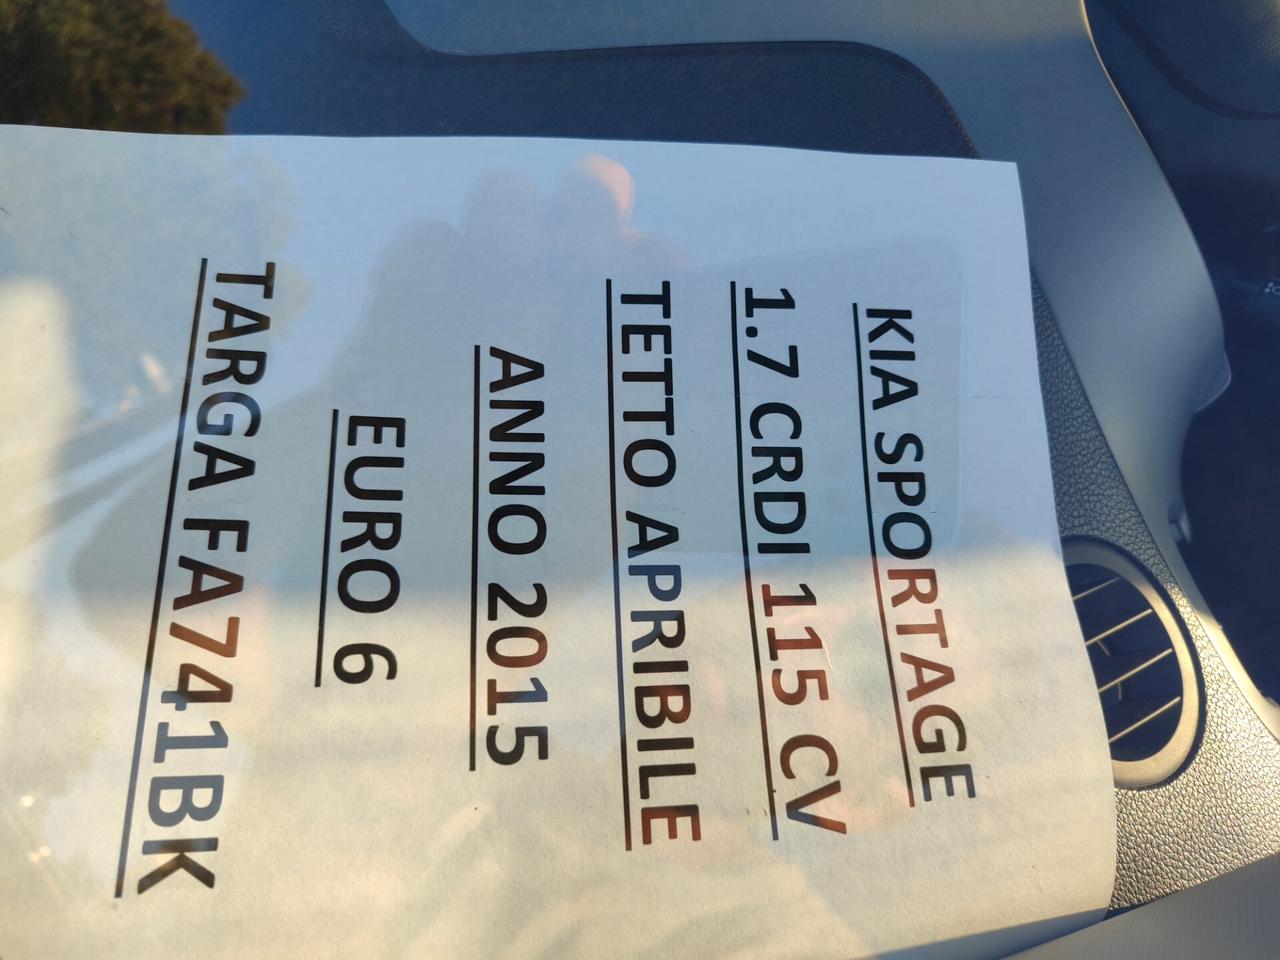 KIA SPORTAGE
1.7 CRDI 115 CV
TETTO APRIBILE
ANNO 2015
EURO 6
TARGA FA741BK